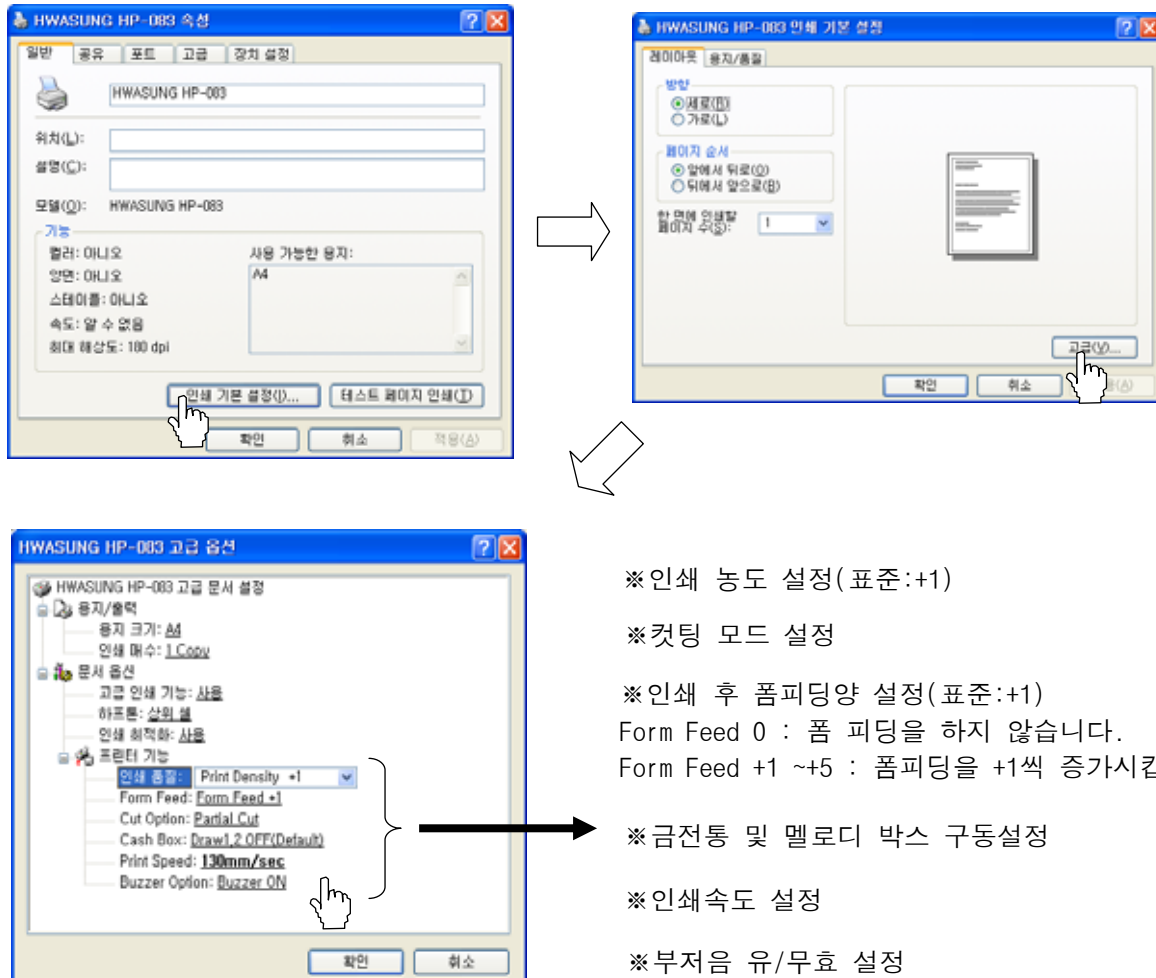 HWASUNG HP-083 속성
일반 공유 포트 고급 장치 설정
HWASUNG HP-083
위치(L):
설명(C):
모델(O): HWASUNG HP-083
기능
컬러: 아니오
양면: 아니오
스테이플: 아니오
속도: 알 수 없음
최대 해상도: 180 dpi
사용 가능한 용지:
A4
인쇄 기본 설정(I)... 테스트 페이지 인쇄(T)
확인 취소 적용(A)
HWASUNG HP-083 인쇄 기본 설정
레이아웃 용지/품질
방향
세로(R)
가로(L)
페이지 순서
앞에서 뒤로(O)
뒤에서 앞으로(B)
한 면에 인쇄할
페이지 수(S): 1
고급(V)...
확인 취소 (A)
HWASUNG HP-083 고급 옵션
HWASUNG HP-083 고급 문서 설정
용지/출력
용지 크기: A4
인쇄 매수: 1 Copy
문서 옵션
고급 인쇄 기능: 사용
하프톤: 상위 셀
인쇄 최적화: 사용
프린터 기능
인쇄 품질: Print Density +1
Form Feed: Form Feed +1
Cut Option: Partial Cut
Cash Box: Draw1,2 OFF(Default)
Print Speed: 130mm/sec
Buzzer Option: Buzzer ON
확인 취소
※인쇄 농도 설정(표준:+1)
※컷팅 모드 설정
※인쇄 후 폼피딩양 설정(표준:+1)
Form Feed 0 : 폼 피딩을 하지 않습니다.
Form Feed +1 ~+5 : 폼피딩을 +1씩
※금전통 및 멜로디 박스 구동설정
※인쇄속도 설정
※부저음 유/무효 설정